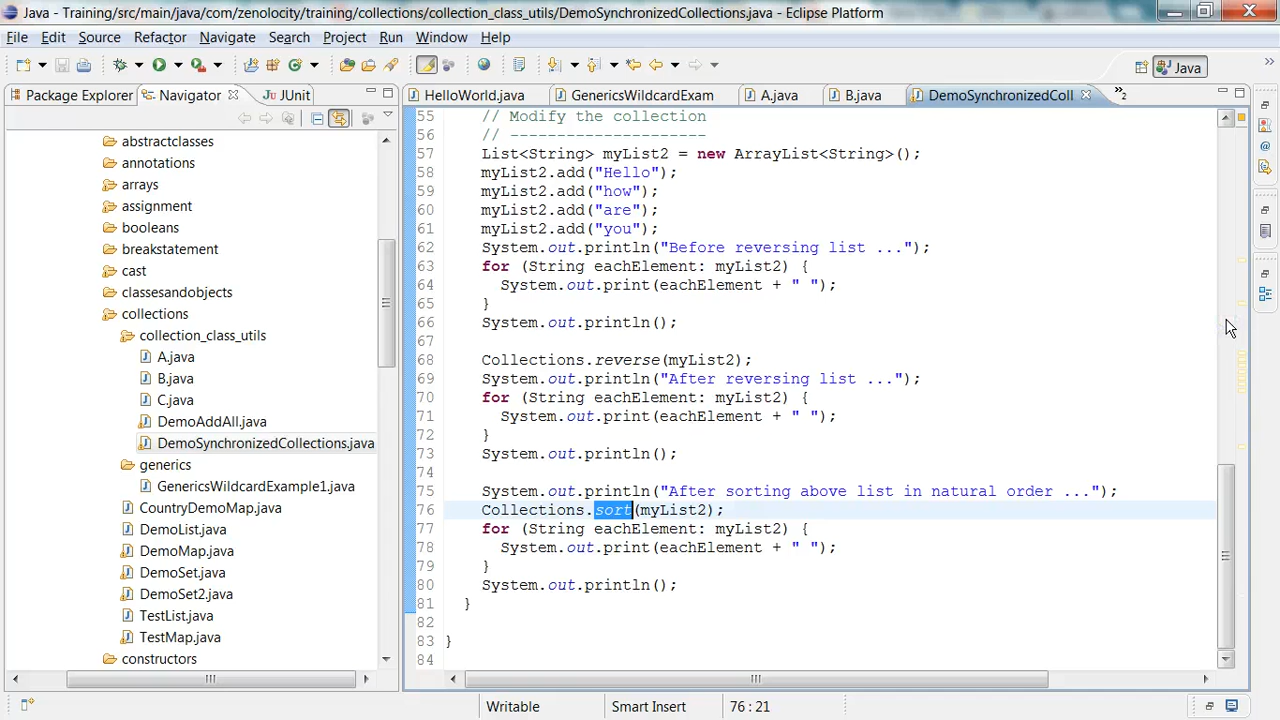 Java - Training/src/main/java/com/zenolocity/training/collections/collection_class_utils/DemoSynchronizedCollections.java - Eclipse Platform
File Edit Source Refactor Navigate Search Project Run Window Help
Java
Package Explorer Navigator JUnit
HelloWorld.java GenericsWildcardExam A.java B.java DemoSynchronizedColl 2
abstractclasses
annotations
arrays
assignment
booleans
breakstatement
cast
classesandobjects
collections
collection_class_utils
A.java
B.java
C.java
DemoAddAll.java
DemoSynchronizedCollections.java
generics
GenericsWildcardExample1.java
CountryDemoMap.java
DemoList.java
DemoMap.java
DemoSet.java
DemoSet2.java
TestList.java
TestMap.java
constructors
55 // Modify the collection
56 // ---------------------
57 List<String> myList2 = new ArrayList<String>();
58 myList2.add("Hello");
59 myList2.add("how");
60 myList2.add("are");
61 myList2.add("you");
62 System.out.println("Before reversing list ...");
63 for (String eachElement: myList2) {
64 System.out.print(eachElement + " ");
65 }
66 System.out.println();
67
68 Collections.reverse(myList2);
69 System.out.println("After reversing list ...");
70 for (String eachElement: myList2) {
71 System.out.print(eachElement + " ");
72 }
73 System.out.println();
74
75 System.out.println("After sorting above list in natural order ...");
76 Collections.sort(myList2);
77 for (String eachElement: myList2) {
78 System.out.print(eachElement + " ");
79 }
80 System.out.println();
81 }
82
83 }
84
Writable Smart Insert 76 : 21